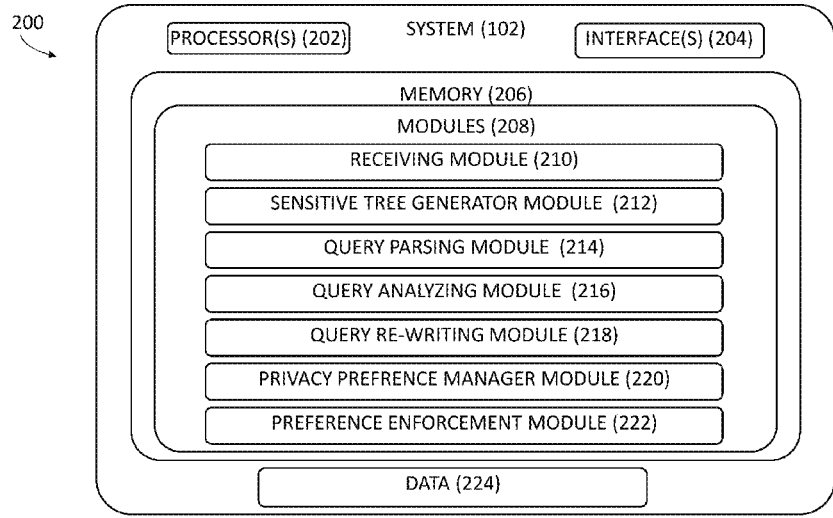 200
PROCESSOR(S) (202)
SYSTEM (102)
INTERFACE(S) (204)
MEMORY (206)
MODULES (208)
RECEIVING MODULE (210)
SENSITIVE TREE GENERATOR MODULE (212)
QUERY PARSING MODULE (214)
QUERY ANALYZING MODULE (216)
QUERY RE-WRITING MODULE (218)
PRIVACY PREFRENCE MANAGER MODULE (220)
PREFERENCE ENFORCEMENT MODULE (222)
DATA (224)